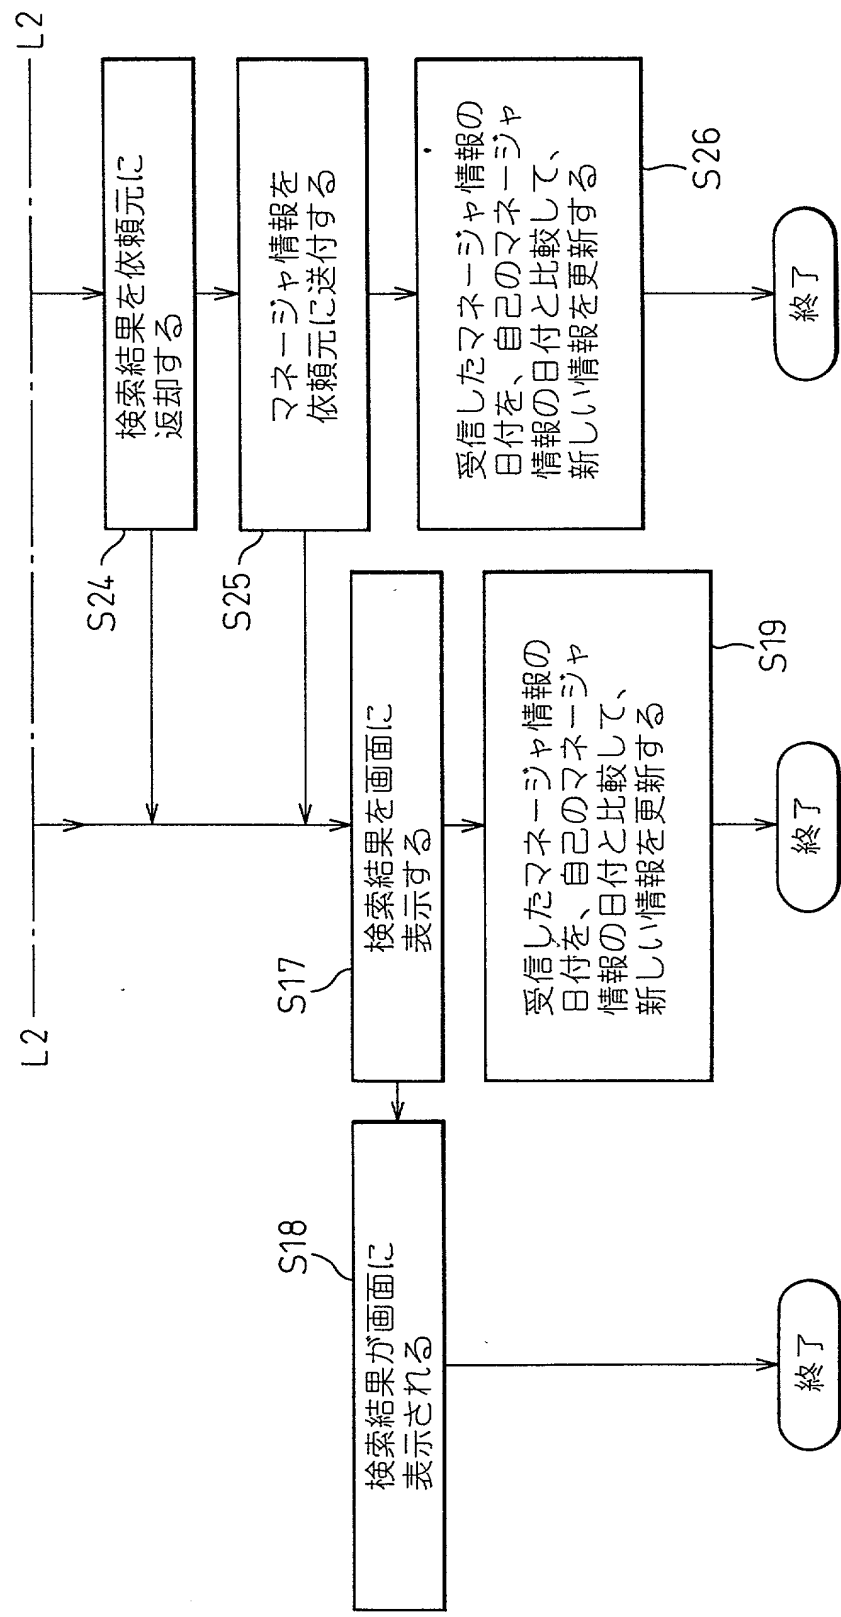 L2
L2
検索結果を依頼元に
返却する
S24
マネージャ情報を
依頼元に送付する
S25
受信したマネージャ情報の
日付を、自己のマネージャ
情報の日付と比較して、
新しい情報を更新する
S26
終了
検索結果を画面に
表示する
S17
受信したマネージャ情報の
日付を、自己のマネージャ
情報の日付と比較して、
新しい情報を更新する
S19
終了
検索結果が画面に
表示される
S18
終了